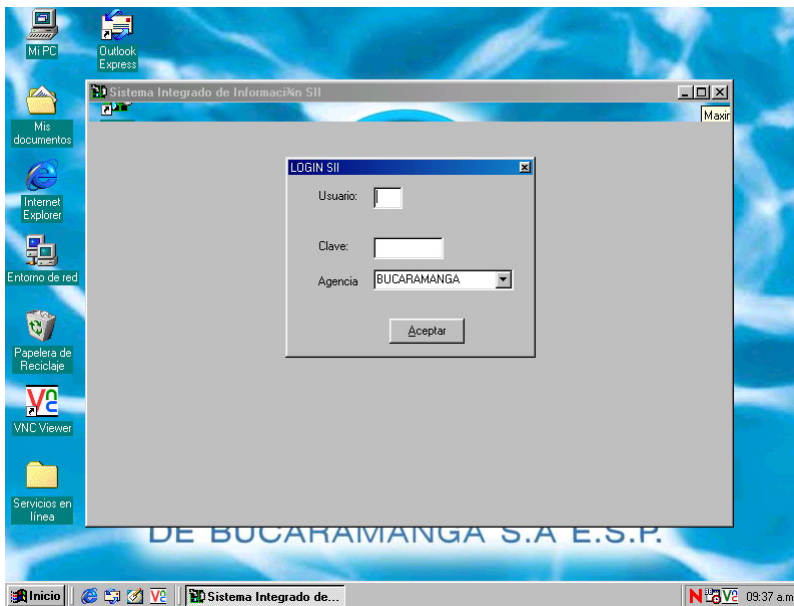 Mi PC
Outlook
Express
Sistema Integrado de Informaci¾n SII
Maxir
Mis
documentos
LOGIN SII
Usuario:
Internet
Explorer
Clave:
Entorno de red
Agencia
BUCARAMANGA
Aceptar
Papelera de
Reciclaje
VNC Viewer
Servicios en
línea
DE BUCARAMANGA S.A E.S.P.
Inicio
Sistema Integrado de...
09:37 a.m